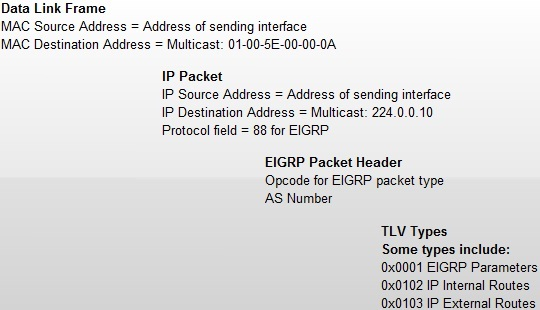 Data Link Frame
MAC Source Address = Address of sending interface
MAC Destination Address = Multicast: 01-00-5E-00-00-0A
IP Packet
IP Source Address = Address of sending interface
IP Destination Address = Multicast: 224.0.0.10
Protocol field = 88 for EIGRP
EIGRP Packet Header
Opcode for EIGRP packet type
AS Number
TLV Types
Some types include:
0x0001 EIGRP Parameters
0x0102 IP Internal Routes
0x0103 IP External Routes